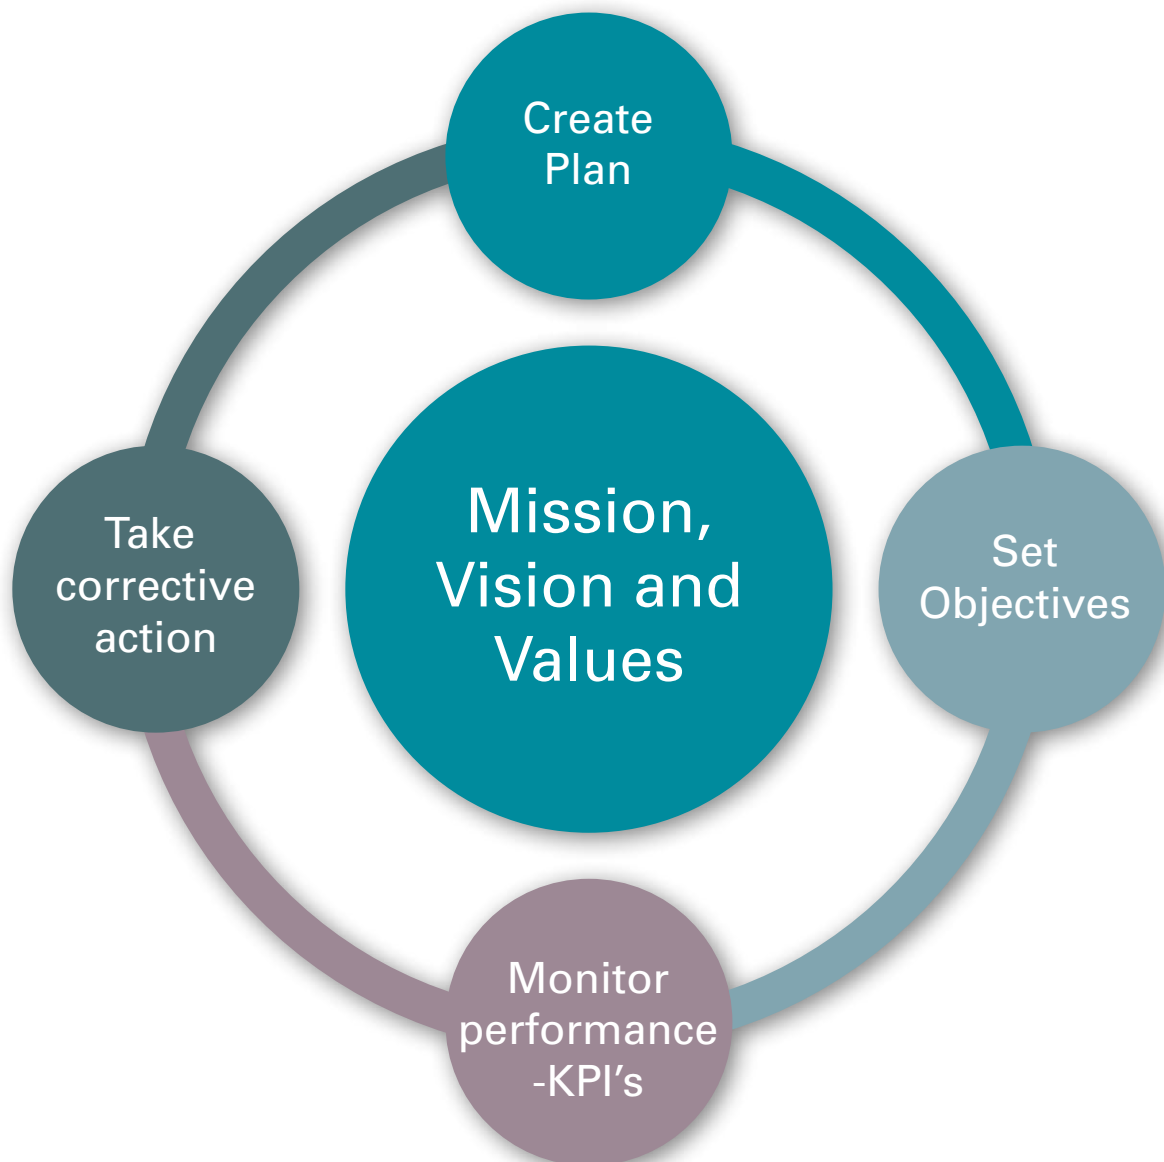 Create
Plan
Set
Objectives
Monitor
performance
-KPI’s
Take
corrective
action
Mission,
Vision and
Values